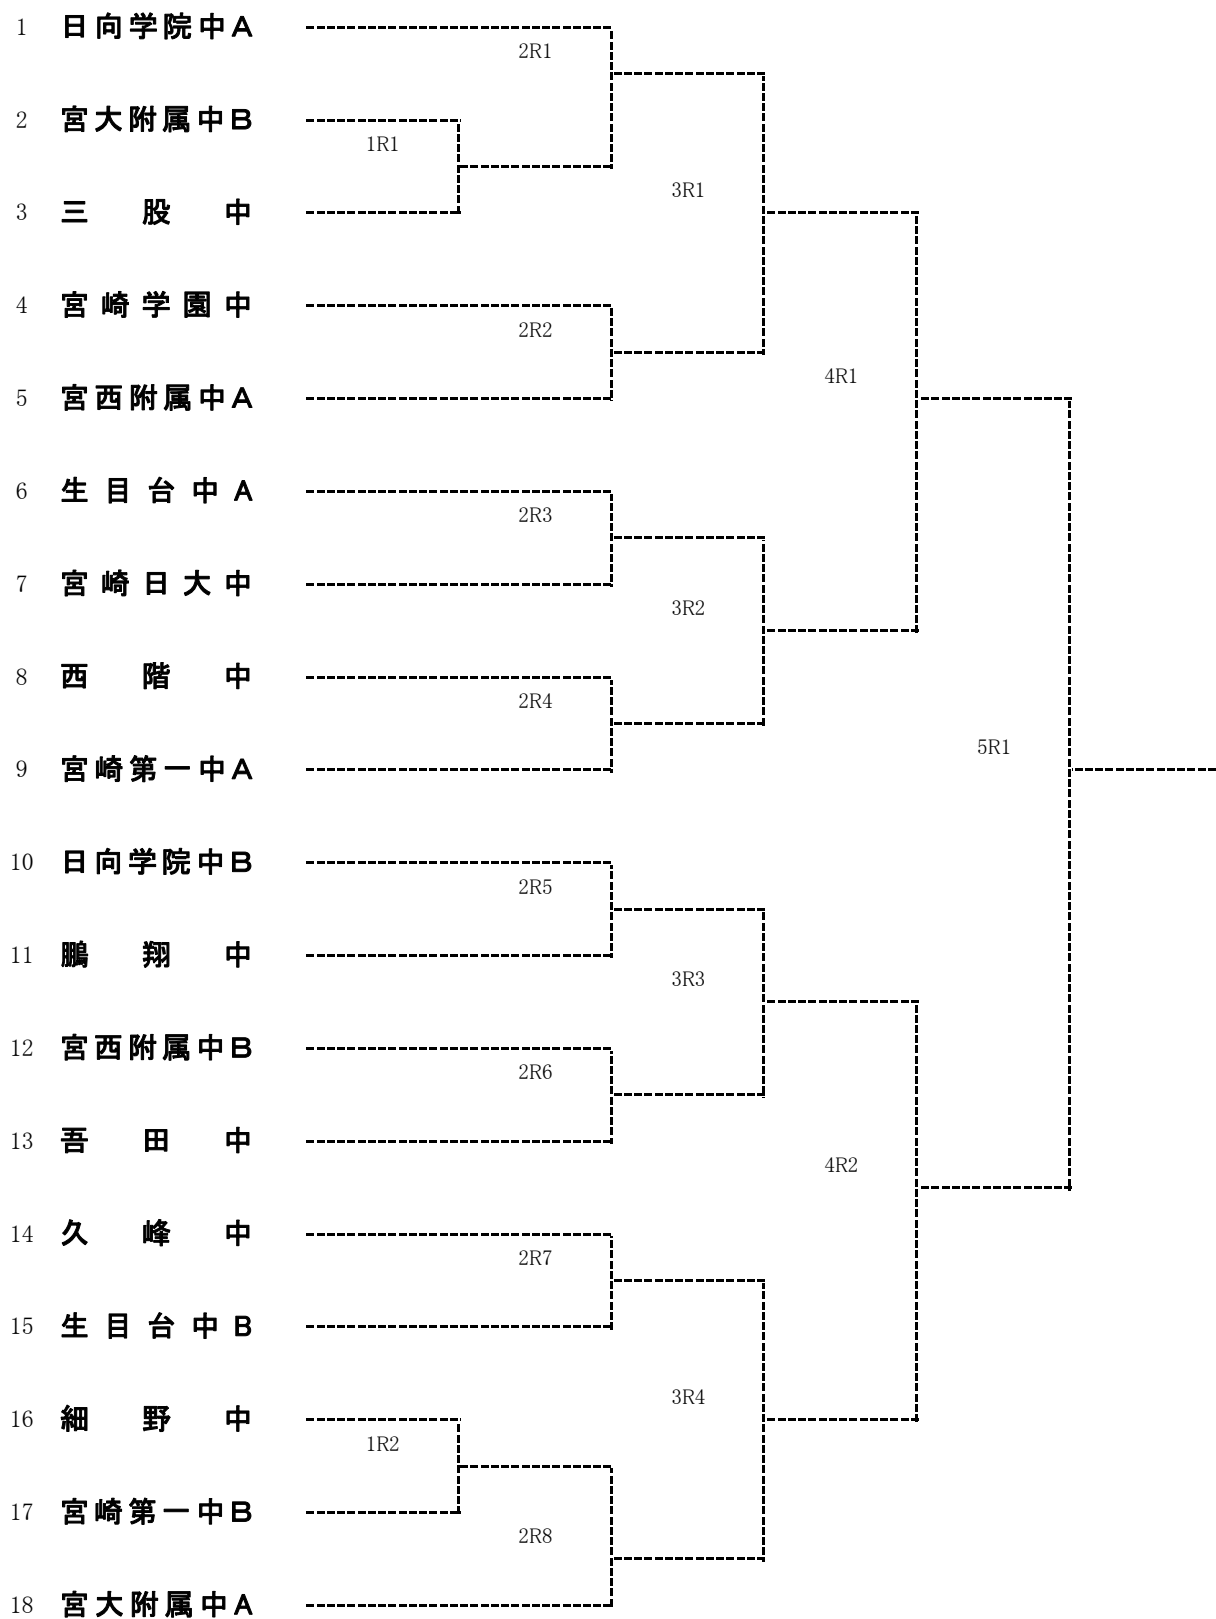 1 日向学院中A
2R1
2 宮大附属中B
1R1
3R1
3 三股中
4 宮崎学園中
2R2
4R1
5 宮西附属中A
6 生目台中A
2R3
7 宮崎日大中
3R2
8 西階中
2R4
5R1
9 宮崎第一中A
10 日向学院中B
2R5
11 鵬翔中
3R3
12 宮西附属中B
2R6
13 吾田中
4R2
14 久峰中
2R7
15 生目台中B
3R4
16 細野中
1R2
17 宮崎第一中B
2R8
18 宮大附属中A